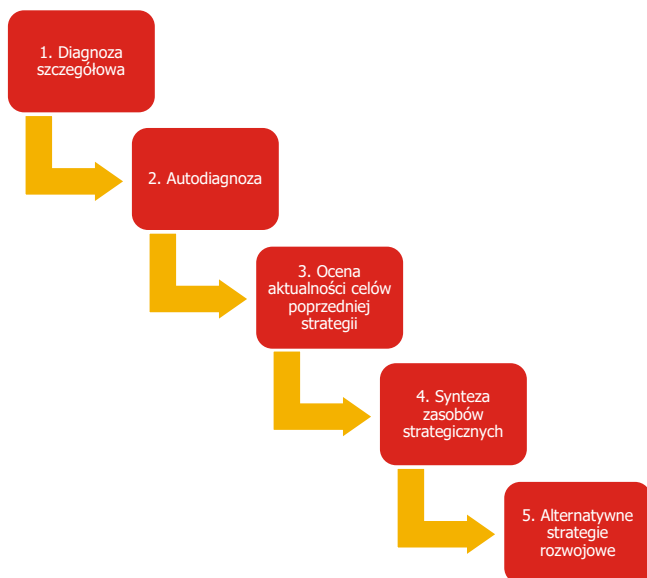 1. Diagnoza
szczegółowa
2. Autodiagnoza
3. Ocena
aktualności celów
poprzedniej
strategii
4. Synteza
zasobów
strategicznych
5. Alternatywne
strategie
rozwojowe